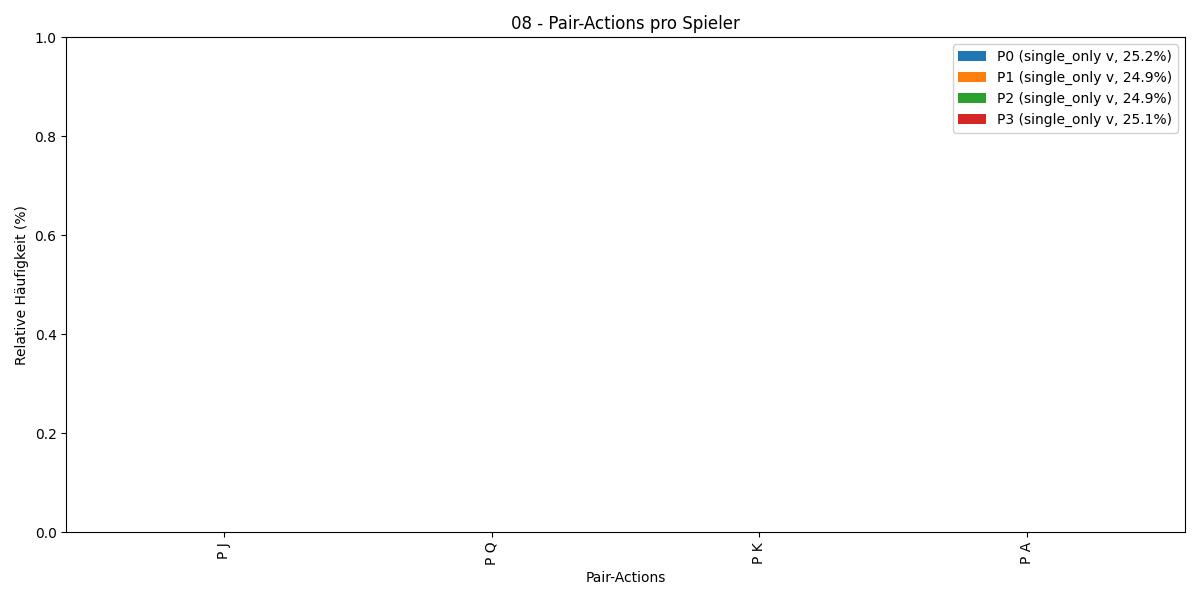 08 - Pair-Actions pro Spieler
P0 (single_only v, 25.2%)
P1 (single_only v, 24.9%)
P2 (single_only v, 24.9%)
P3 (single_only v, 25.1%)
Relative Häufigkeit (%)
1.0
0.8
0.6
0.4
0.2
0.0
P J
P Q
P K
P A
Pair-Actions